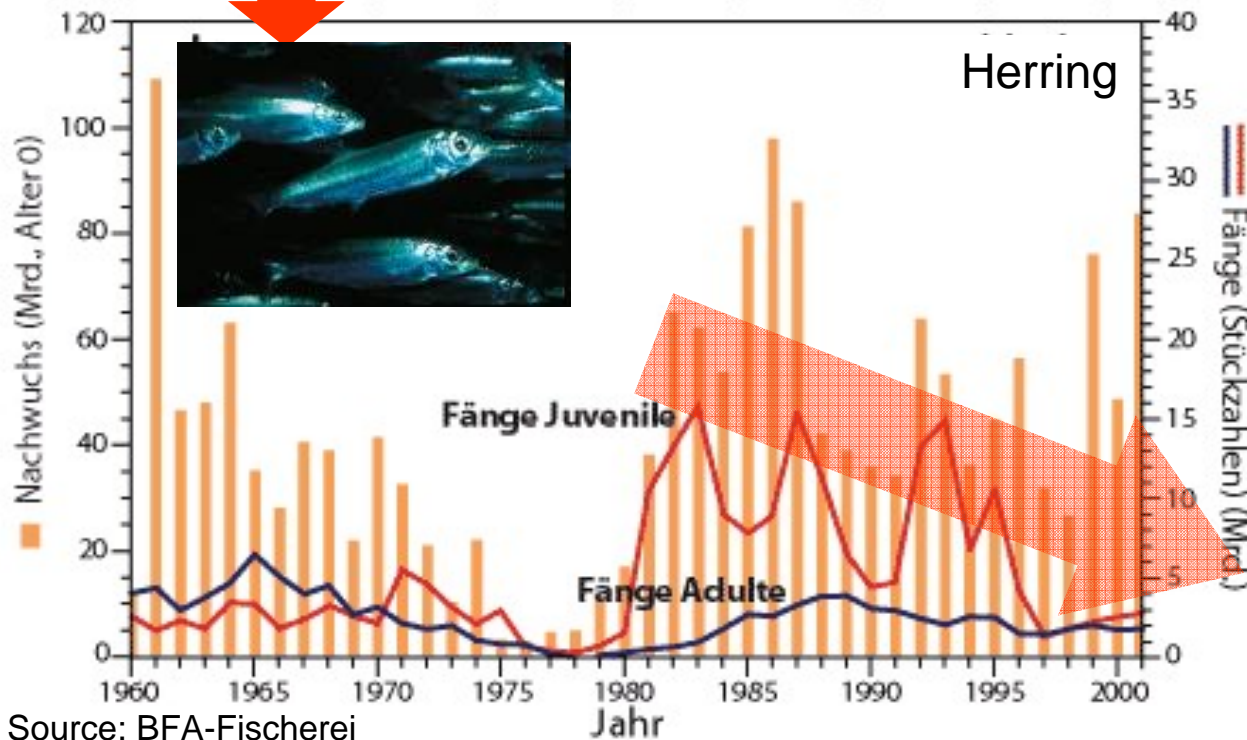 Herring
Nachwuchs (Mrd., Alter 0)
120
100
80
60
40
20
0
Fänge Juvenile
Fänge Adulte
40
35
30
25
20
15
10
5
0
Fänge (Stückzahlen) (Mrd.)
1960 1965 1970 1975 1980 1985 1990 1995 2000
Jahr
Source: BFA-Fischerei